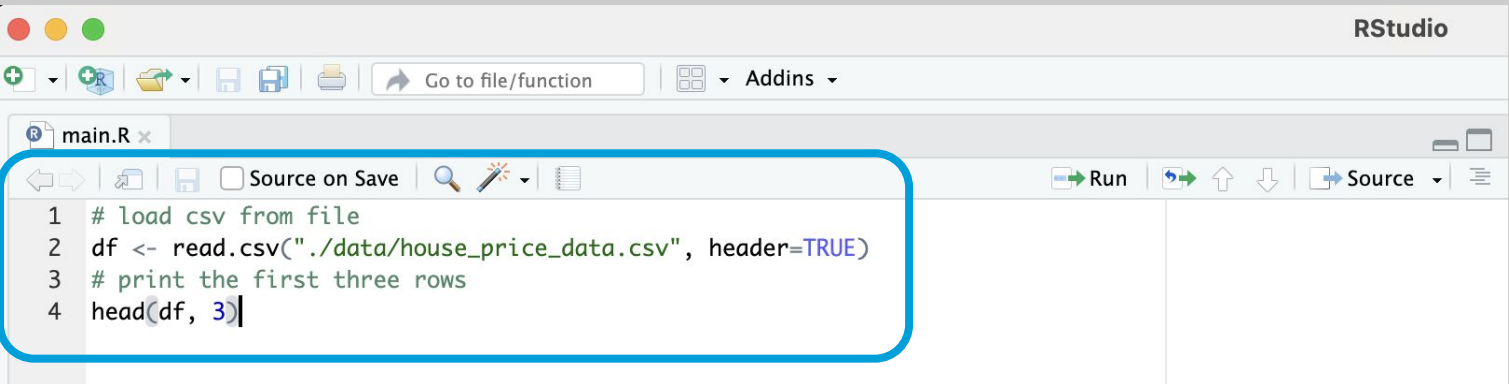 RStudio
Go to file/function Addins
main.R
Source on Save Run Source
1 # load csv from file
2 df <- read.csv("./data/house_price_data.csv", header=TRUE)
3 # print the first three rows
4 head(df, 3)